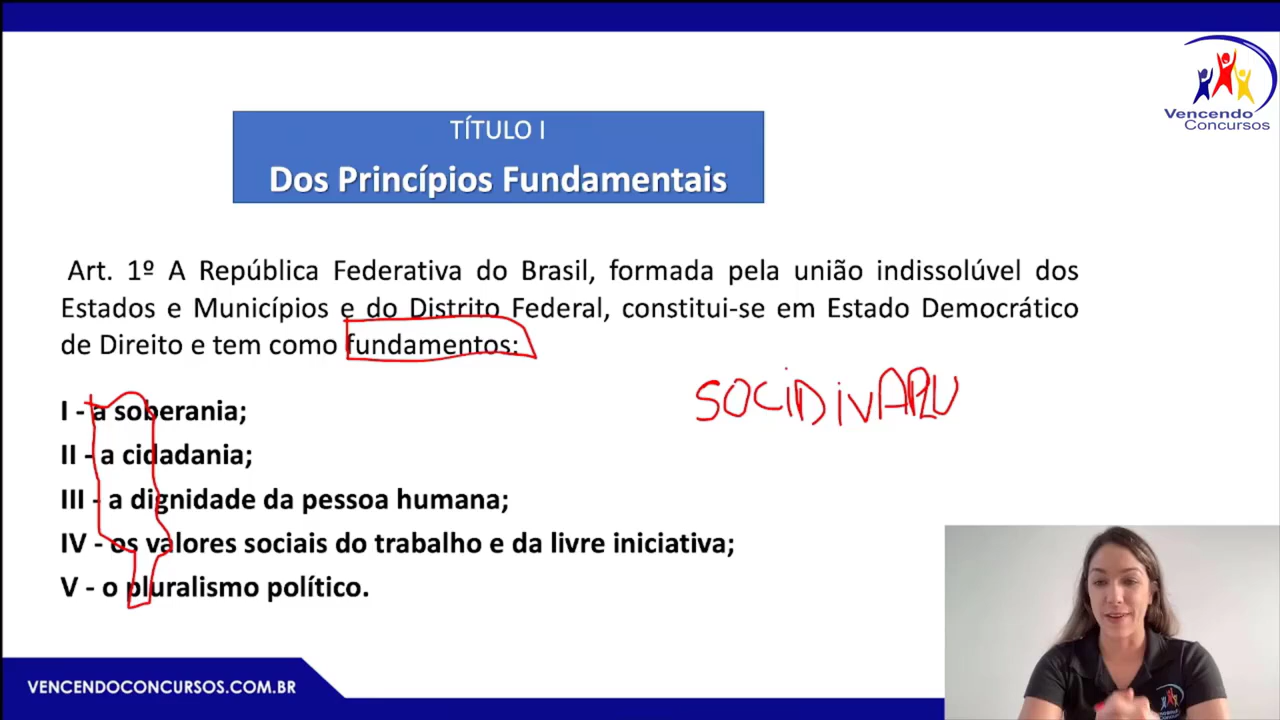 Vencendo
Concursos
TÍTULO I
Dos Princípios Fundamentais
Art. 1º A República Federativa do Brasil, formada pela união indissolúvel dos
Estados e Municípios e do Distrito Federal, constitui-se em Estado Democrático
de Direito e tem como fundamentos:
SOCiDiVAPLU
I - a soberania;
II - a cidadania;
III - a dignidade da pessoa humana;
IV - os valores sociais do trabalho e da livre iniciativa;
V - o pluralismo político.
VENCENDOCONCURSOS.COM.BR